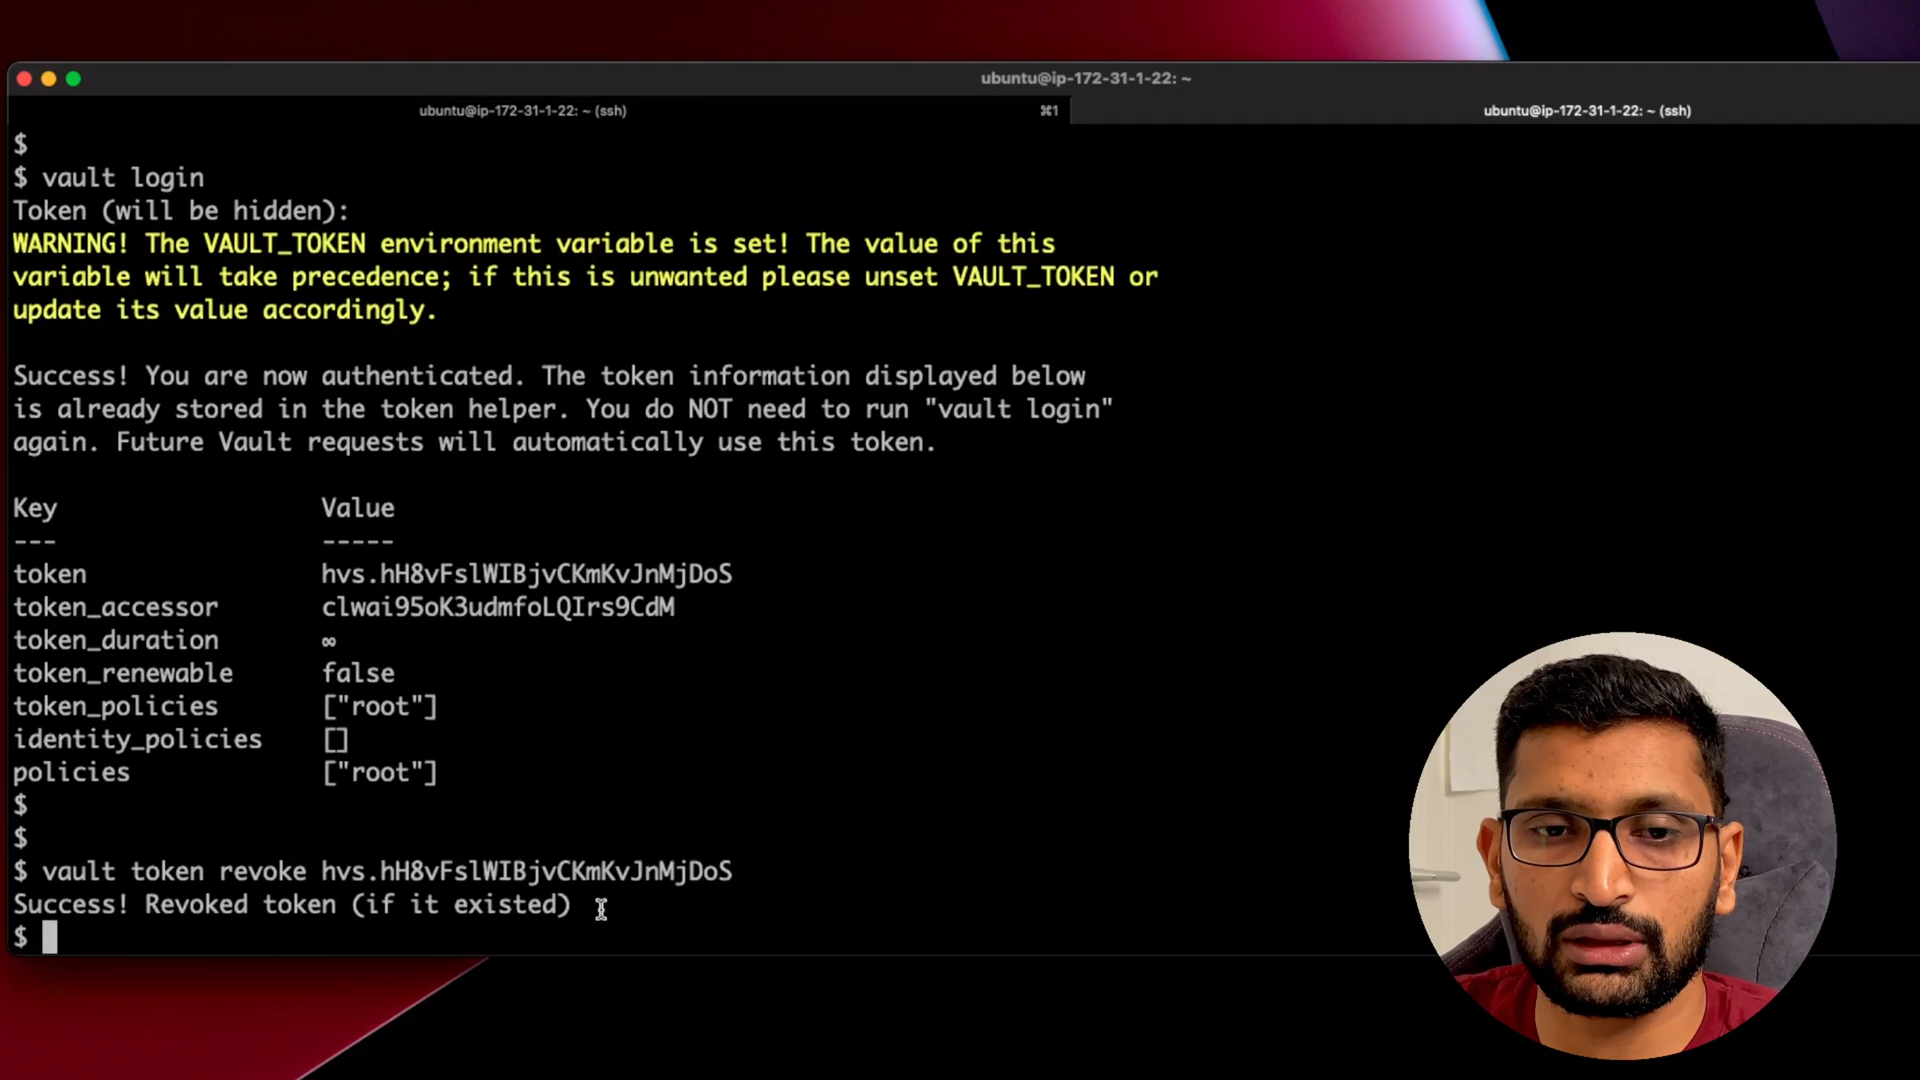 ubuntu@ip-172-31-1-22: ~
ubuntu@ip-172-31-1-22: ~ (ssh)
⌘1
ubuntu@ip-172-31-1-22: ~ (ssh)
$
$ vault login
Token (will be hidden):
WARNING! The VAULT_TOKEN environment variable is set! The value of this
variable will take precedence; if this is unwanted please unset VAULT_TOKEN or
update its value accordingly.
Success! You are now authenticated. The token information displayed below
is already stored in the token helper. You do NOT need to run "vault login"
again. Future Vault requests will automatically use this token.
Key Value
--- -----
token hvs.hH8vFslWIBjvCKmKvJnMjDoS
token_accessor clwai95oK3udmfoLQIrs9CdM
token_duration ∞
token_renewable false
token_policies ["root"]
identity_policies []
policies ["root"]
$
$
$ vault token revoke hvs.hH8vFslWIBjvCKmKvJnMjDoS
Success! Revoked token (if it existed)
$